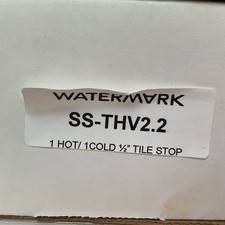 WATERMARK
SS-THV2.2
1 HOT/ 1COLD ½" TILE STOP